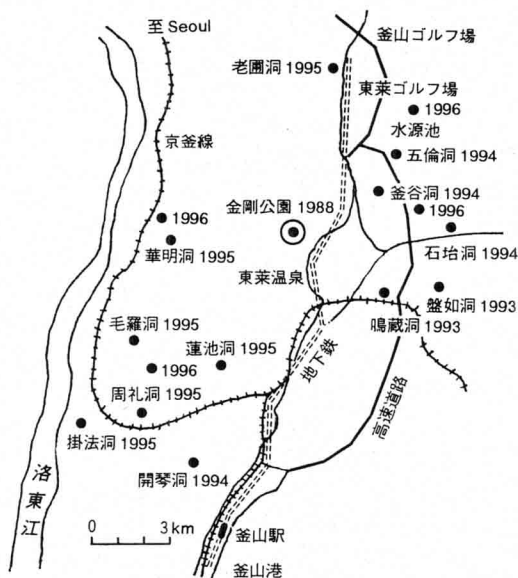 至 Seoul
釜山ゴルフ場
老圃洞 1995
東莱ゴルフ場
1996
水源池
京釜線
五倫洞 1994
釜谷洞 1994
金剛公園 1988
1996
1996
華明洞 1995
石坮洞 1994
東莱温泉
盤如洞 1993
鳴蔵洞 1993
毛羅洞 1995
蓮池洞 1995
地下鉄
1996
周礼洞 1995
高速道路
掛法洞 1995
開琴洞 1994
洛東江
0 3 km
釜山駅
釜山港